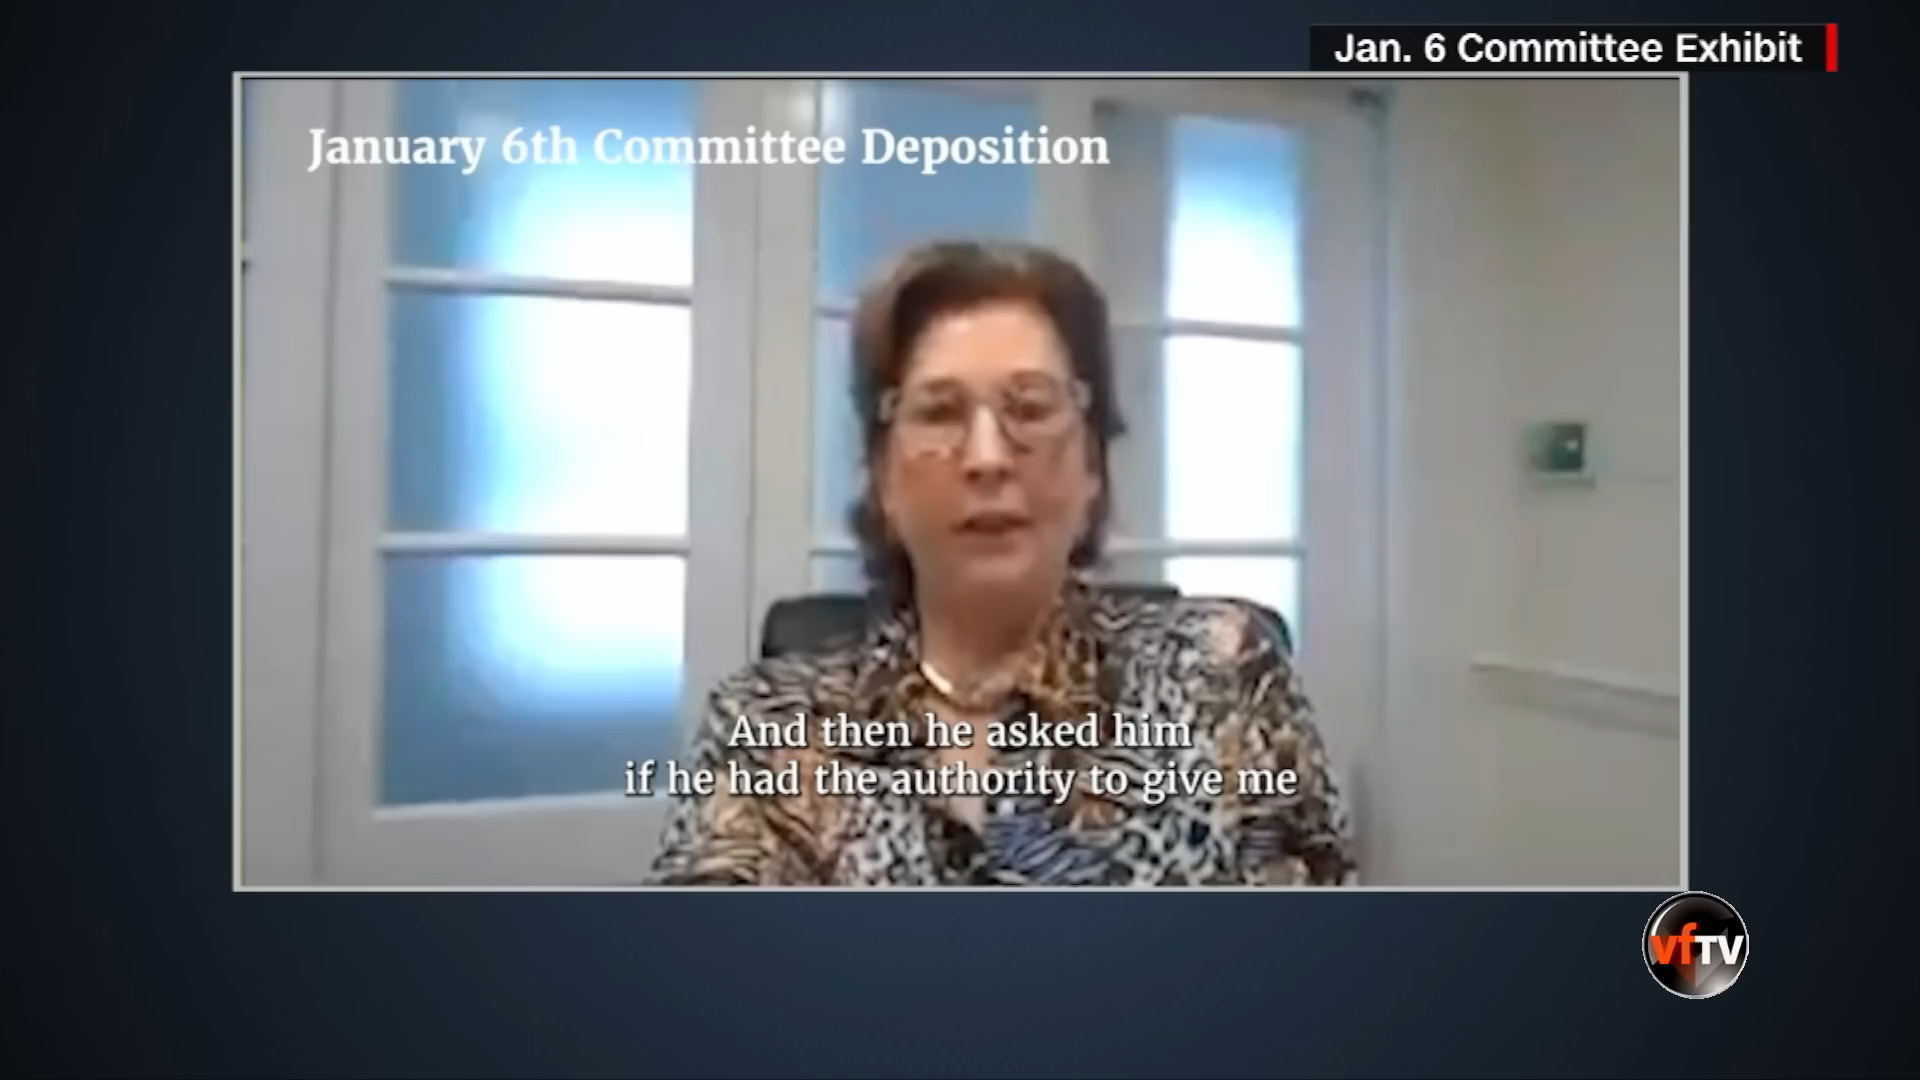 Jan. 6 Committee Exhibit
January 6th Committee Deposition
And then he asked him
if he had the authority to give me
vfTV